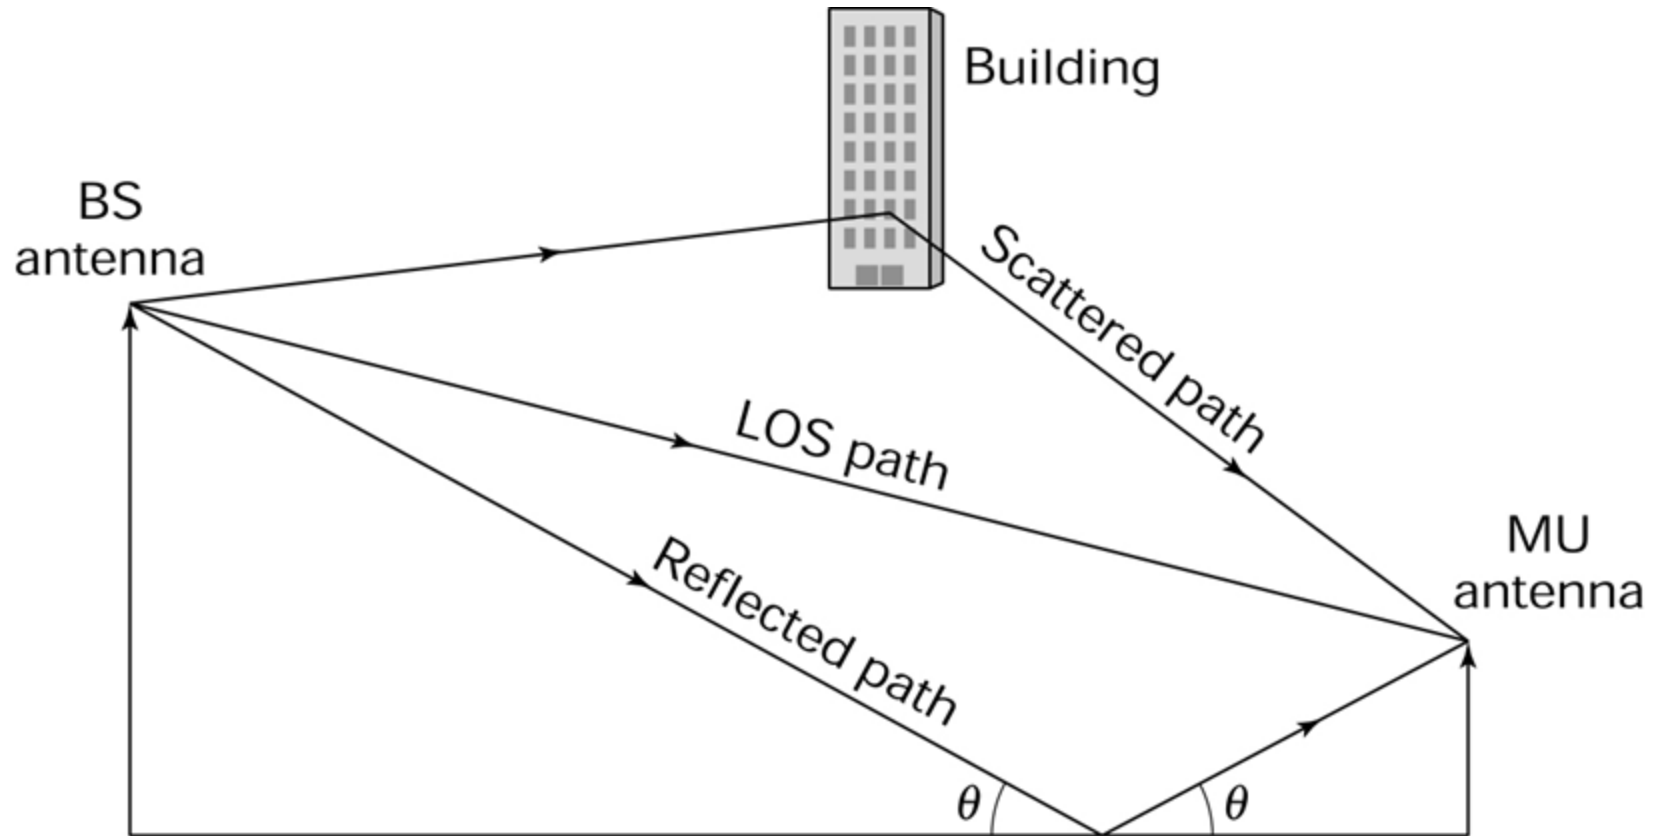 Building
BS
antenna
Scattered path
LOS path
MU
antenna
Reflected path
θ
θ